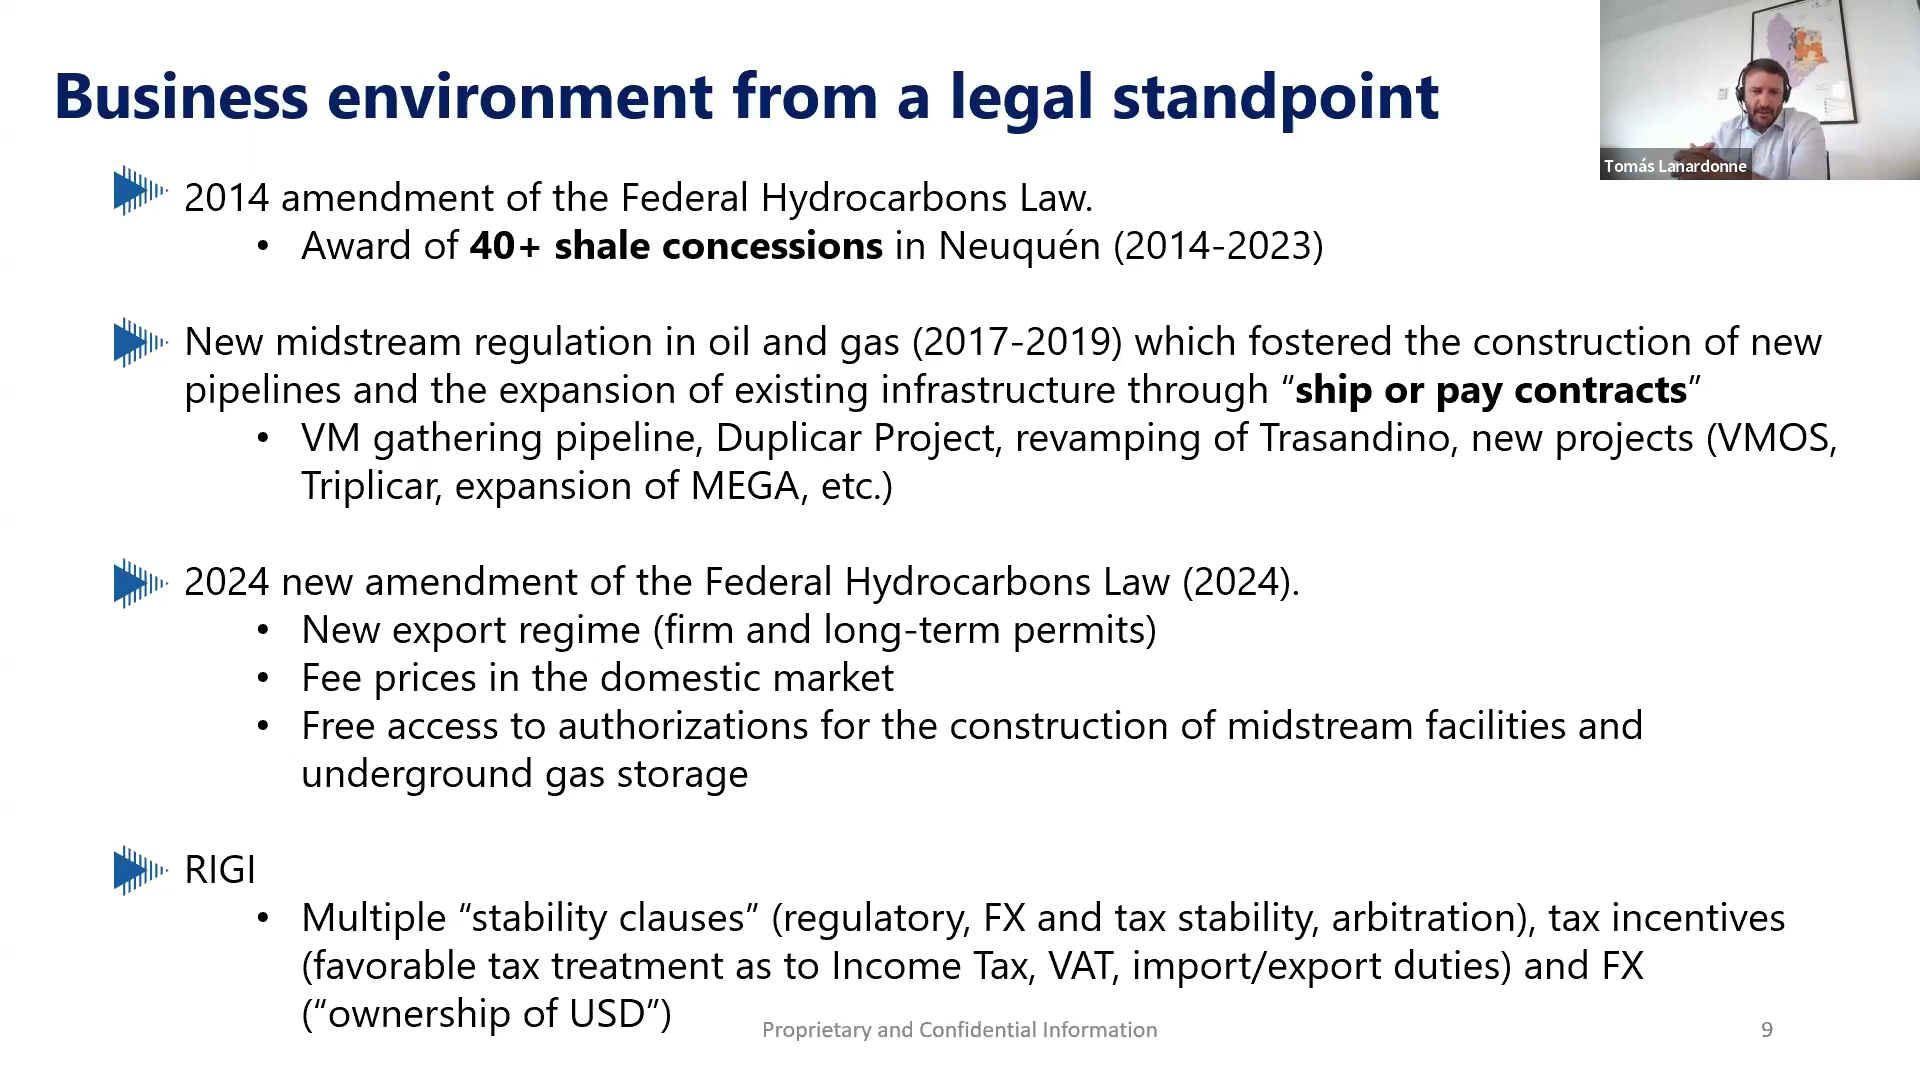 Business environment from a legal standpoint
Tomás Lanardonne
2014 amendment of the Federal Hydrocarbons Law.
• Award of 40+ shale concessions in Neuquén (2014-2023)
New midstream regulation in oil and gas (2017-2019) which fostered the construction of new
pipelines and the expansion of existing infrastructure through “ship or pay contracts”
• VM gathering pipeline, Duplicar Project, revamping of Trasandino, new projects (VMOS,
Triplicar, expansion of MEGA, etc.)
2024 new amendment of the Federal Hydrocarbons Law (2024).
• New export regime (firm and long-term permits)
• Fee prices in the domestic market
• Free access to authorizations for the construction of midstream facilities and
underground gas storage
RIGI
• Multiple “stability clauses” (regulatory, FX and tax stability, arbitration), tax incentives
(favorable tax treatment as to Income Tax, VAT, import/export duties) and FX
(“ownership of USD”)
Proprietary and Confidential Information
9